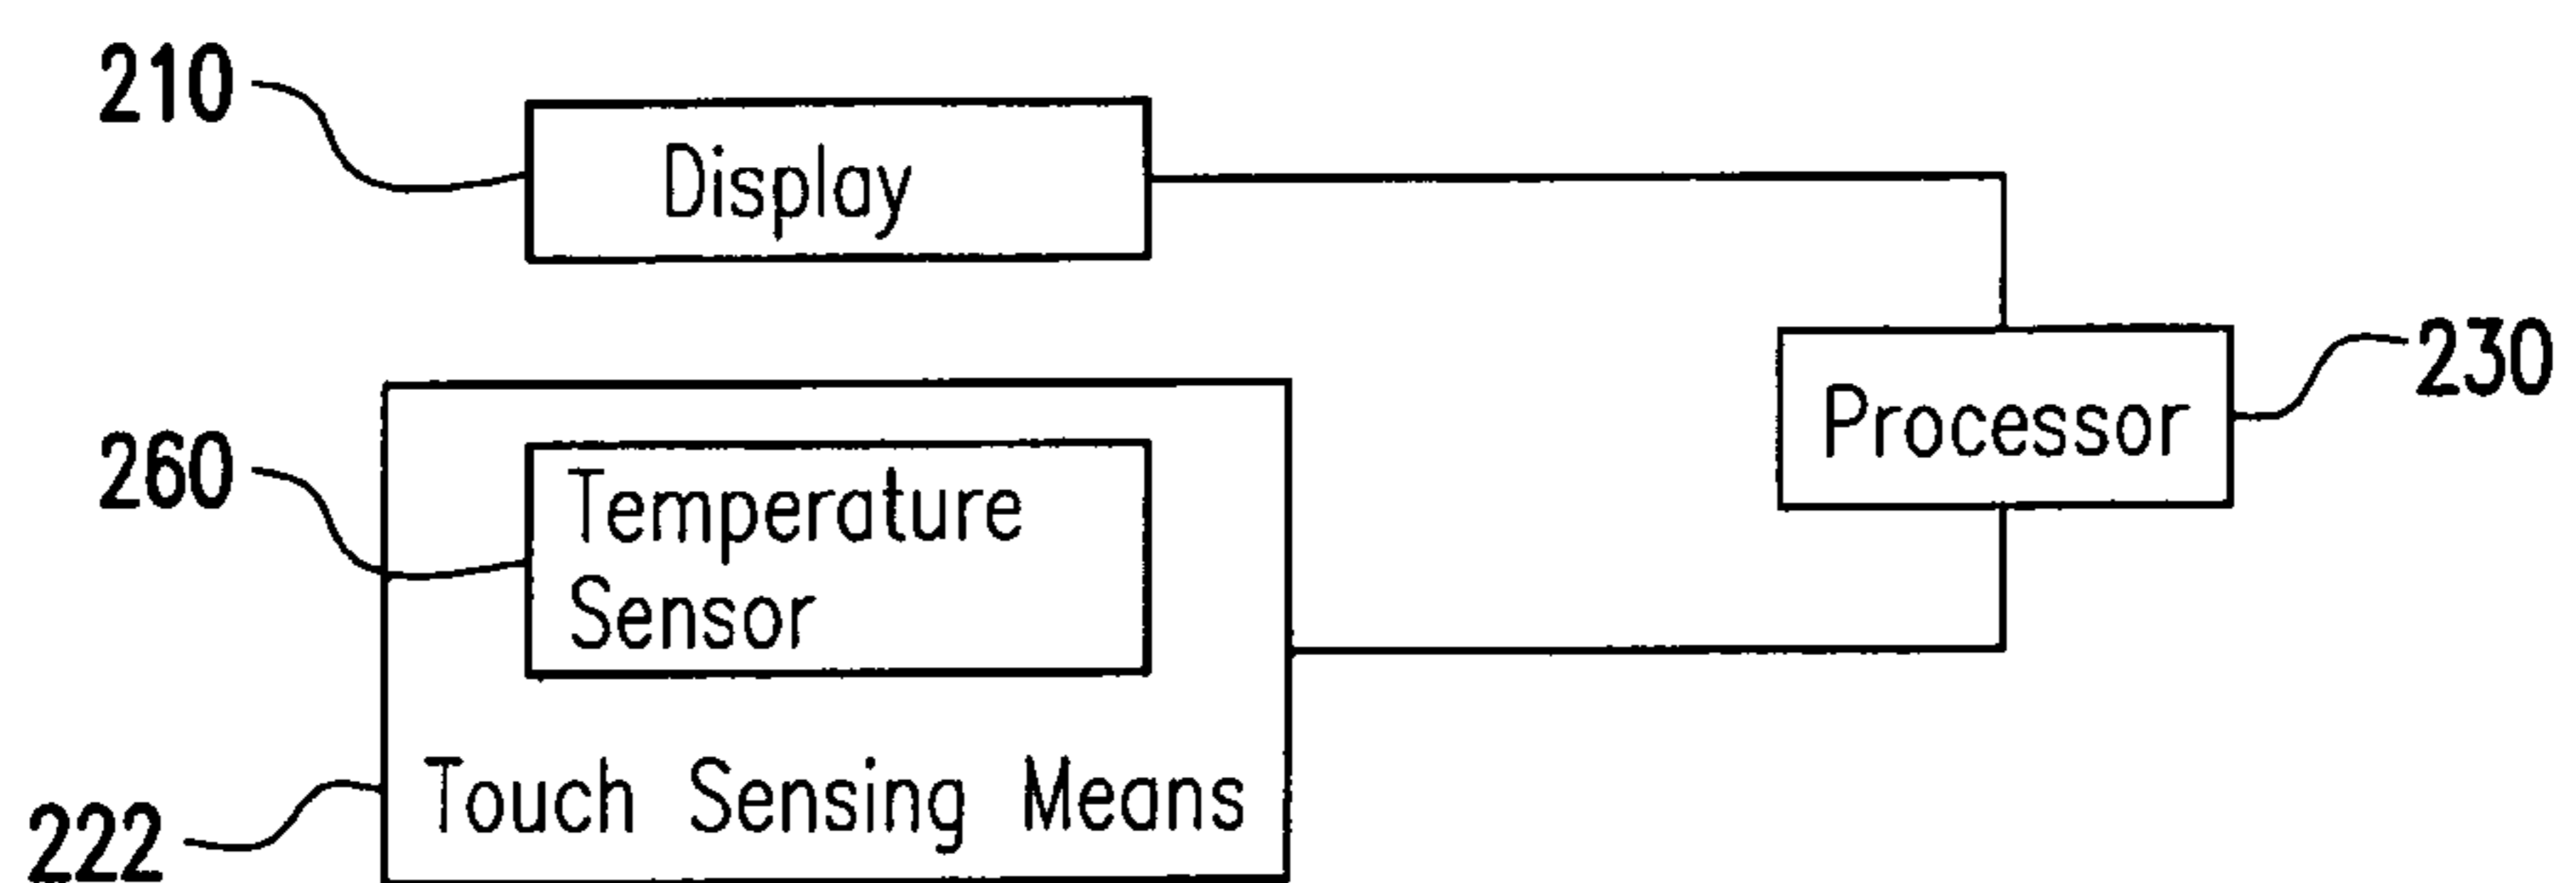 210
Display
230
Processor
260
Temperature
Sensor
Touch Sensing Means
222